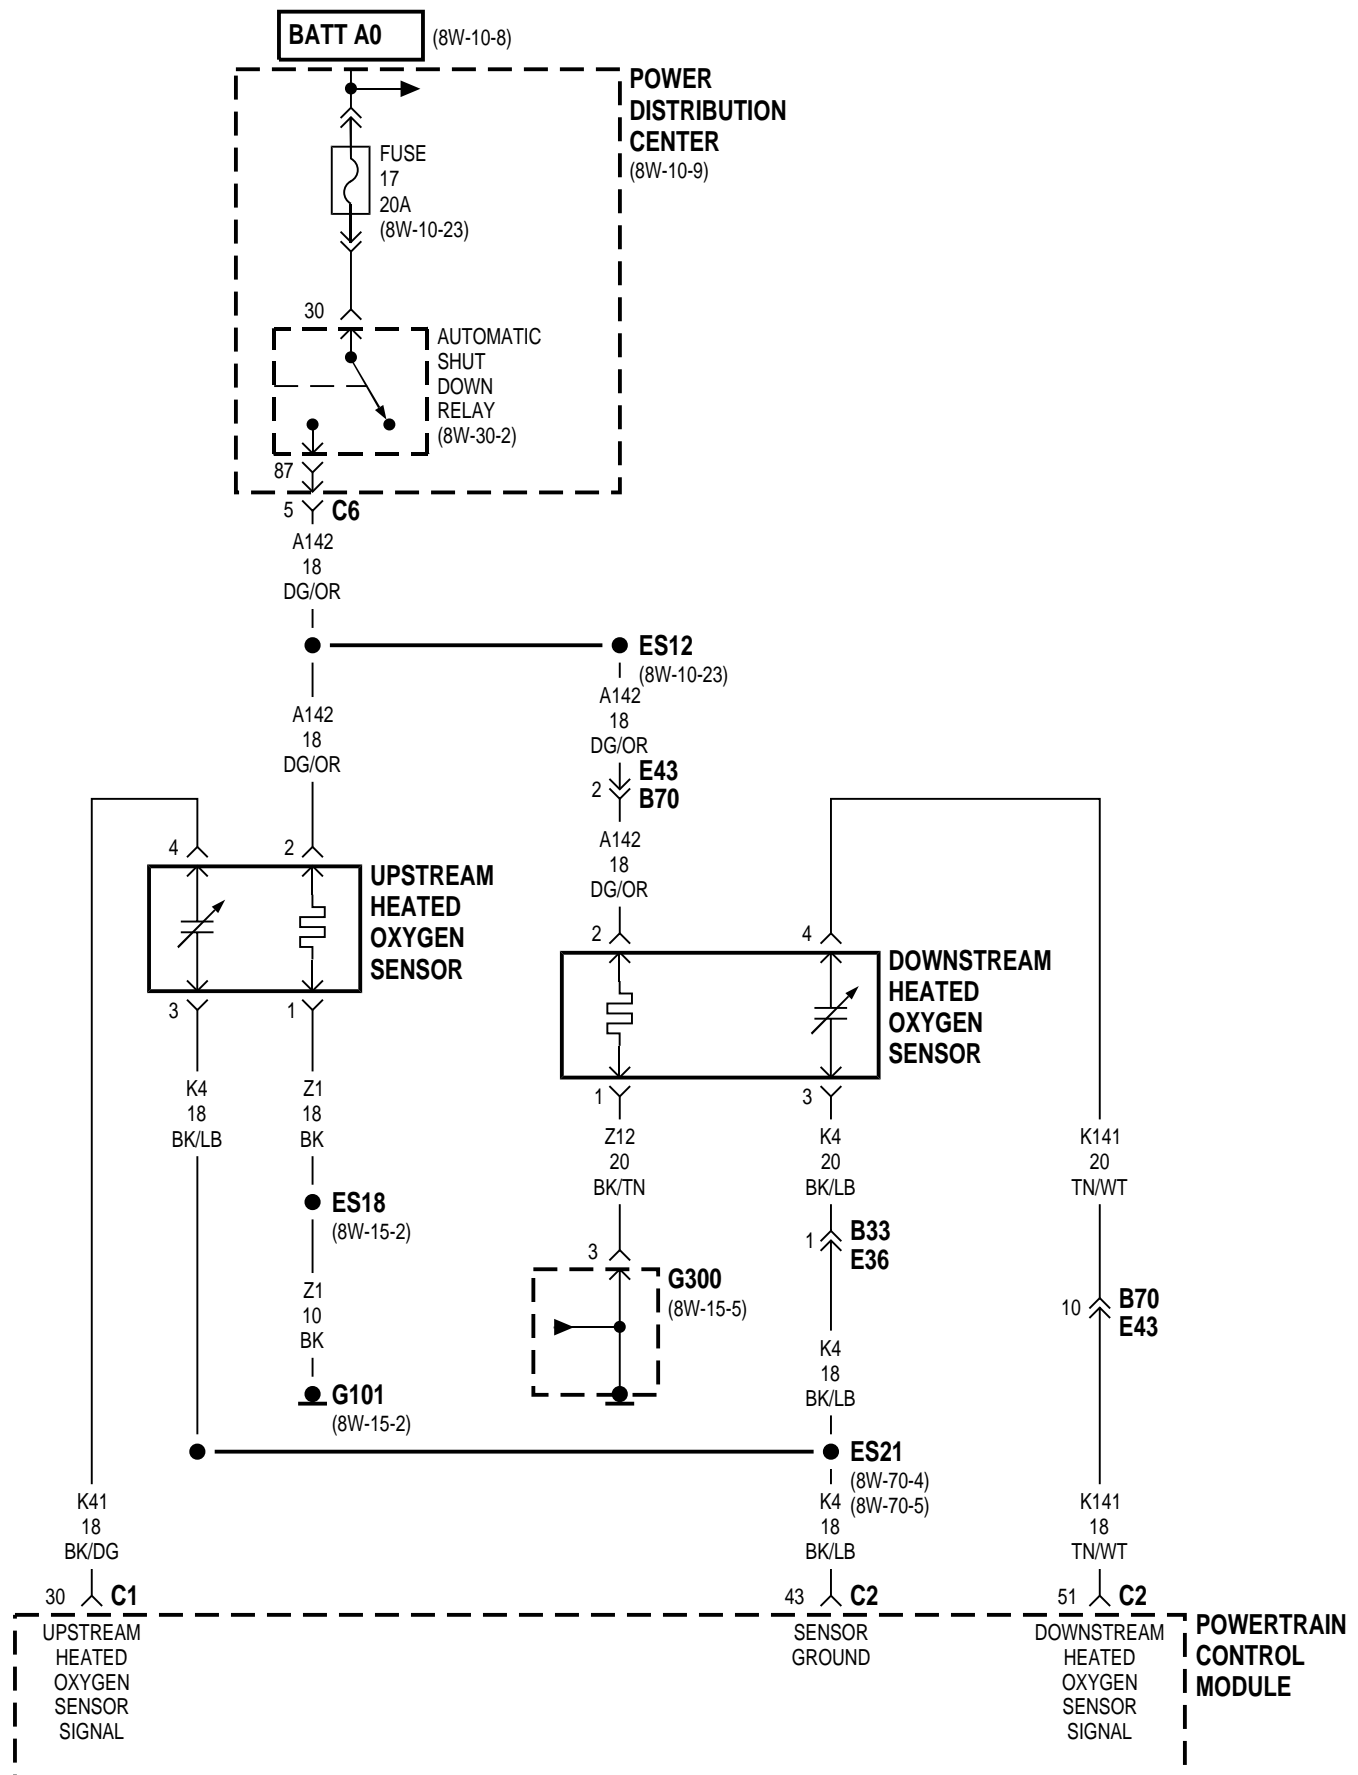 BATT A0
(8W-10-8)
POWER
DISTRIBUTION
CENTER
(8W-10-9)
FUSE
17
20A
(8W-10-23)
30
AUTOMATIC
SHUT
DOWN
RELAY
(8W-30-2)
87
5
C6
A142
18
DG/OR
ES12
(8W-10-23)
A142
18
DG/OR
A142
18
DG/OR
E43
2
B70
A142
18
DG/OR
4
2
UPSTREAM
HEATED
OXYGEN
SENSOR
3
1
2
4
DOWNSTREAM
HEATED
OXYGEN
SENSOR
1
3
K4
18
BK/LB
Z1
18
BK
Z12
20
BK/TN
K4
20
BK/LB
K141
20
TN/WT
ES18
(8W-15-2)
1
B33
E36
3
G300
(8W-15-5)
Z1
10
BK
10
B70
E43
K4
18
BK/LB
G101
(8W-15-2)
ES21
(8W-70-4)
(8W-70-5)
K41
18
BK/DG
K4
18
BK/LB
K141
18
TN/WT
30
C1
43
C2
51
C2
UPSTREAM
HEATED
OXYGEN
SENSOR
SIGNAL
SENSOR
GROUND
DOWNSTREAM
HEATED
OXYGEN
SENSOR
SIGNAL
POWERTRAIN
CONTROL
MODULE